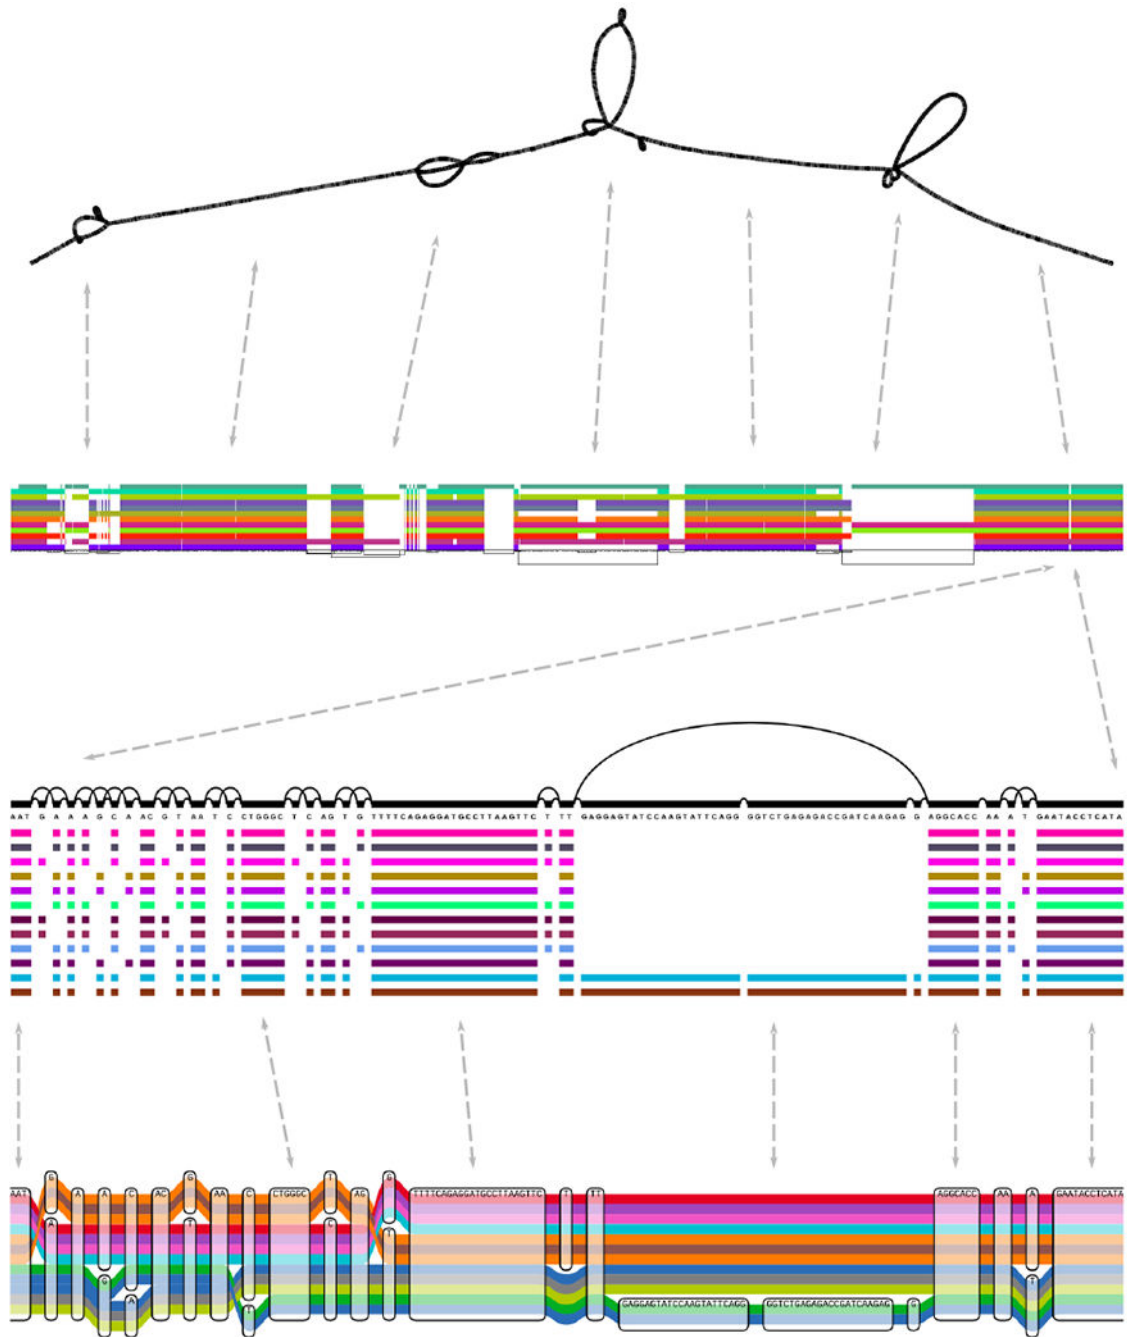 AAT G A A A G C A AC G T AA T C CTGGGC T C AG T G TTTTCAGAGGATGCCTTAAGTTC T TT GAGGAGTATCCAAGTATTCAGG GGTCTGAGAGACCGATCAAGAG G AGGCACC AA A T GAATACCTCATA
G G T G
AAT A A C AC AA C CTGGGC AG TTTTCAGAGGATGCCTTAAGTTC T TT AGGCACC AA A GAATACCTCATA
A T C T
G T
A T GAGGAGTATCCAAGTATTCAGG GGTCTGAGAGACCGATCAAGAG G